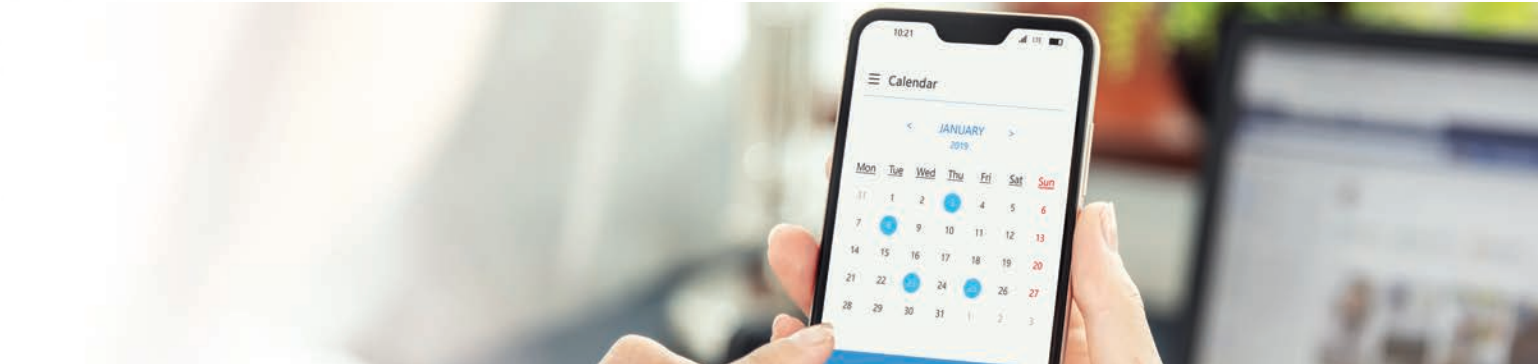 10:21 LTE
☰ Calendar
< JANUARY >
2019
Mon Tue Wed Thu Fri Sat Sun
31 1 2 3 4 5 6
7 8 9 10 11 12 13
14 15 16 17 18 19 20
21 22 23 24 25 26 27
28 29 30 31 1 2 3